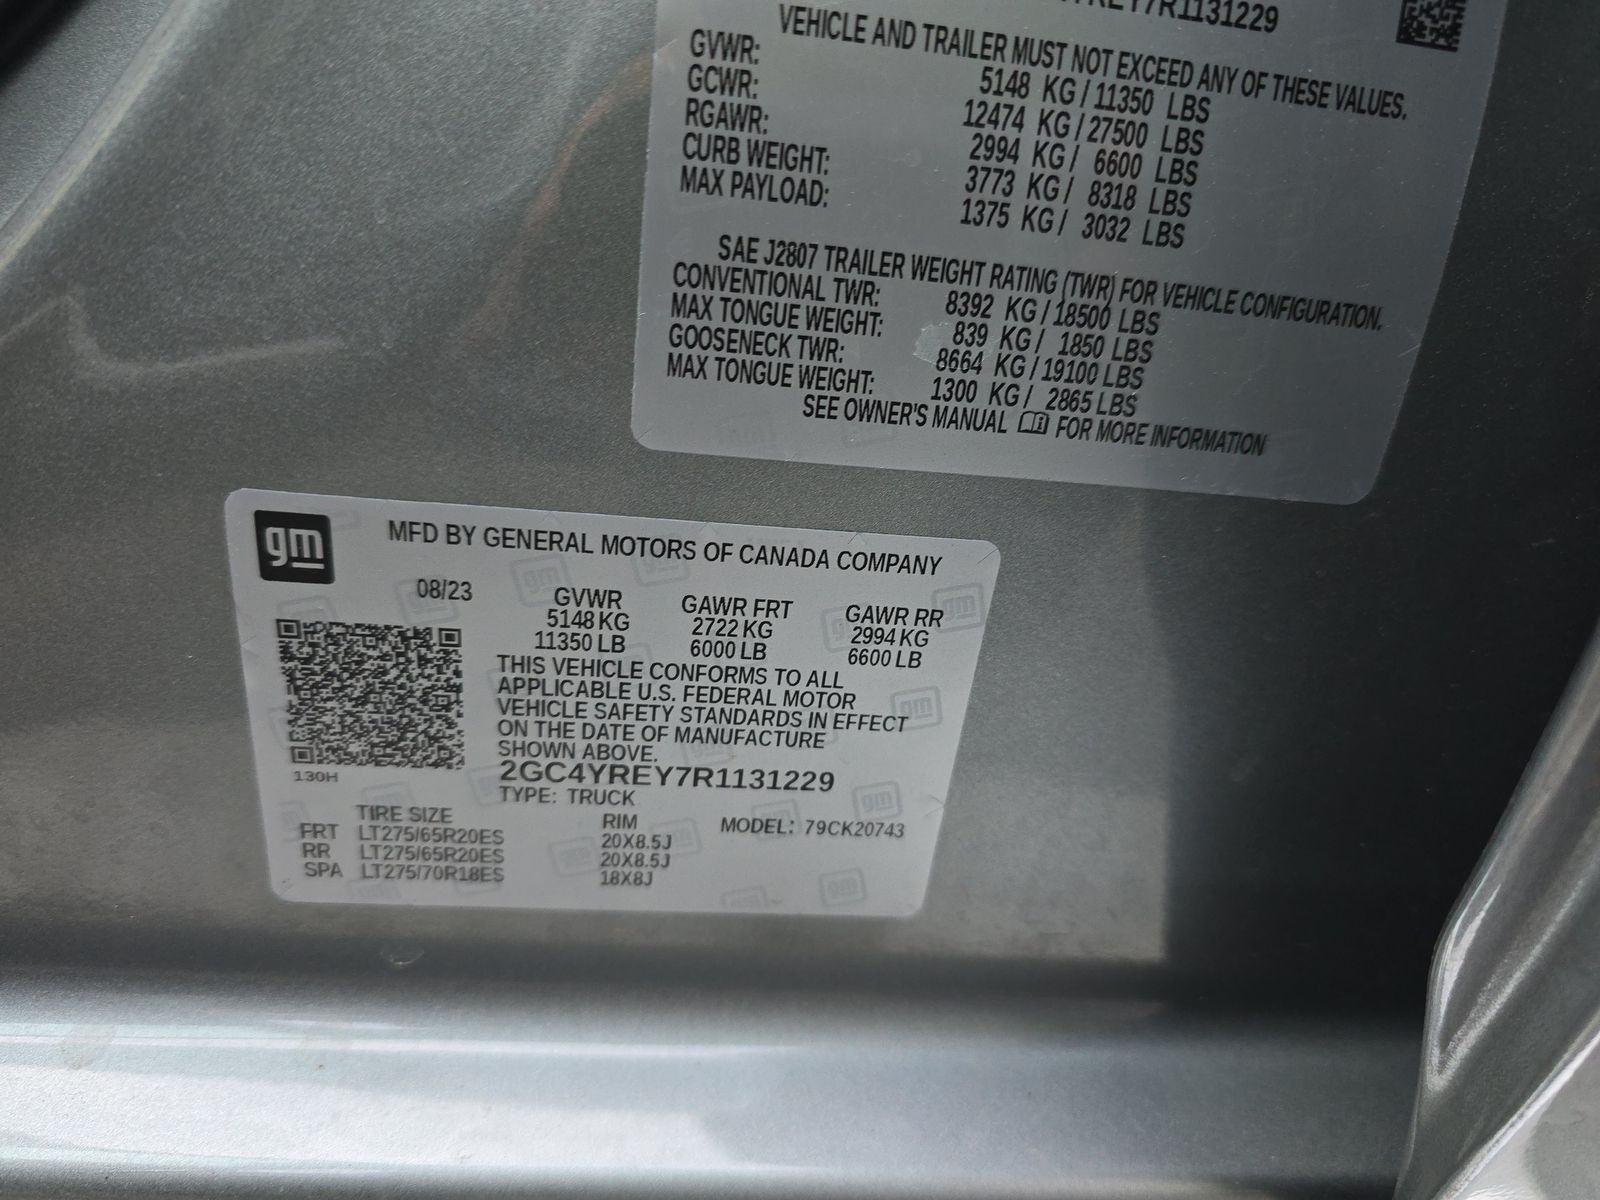 7REY7R1131229
VEHICLE AND TRAILER MUST NOT EXCEED ANY OF THESE VALUES.
GVWR: 5148 KG / 11350 LBS
GCWR: 12474 KG / 27500 LBS
RGAWR: 2994 KG / 6600 LBS
CURB WEIGHT: 3773 KG / 8318 LBS
MAX PAYLOAD: 1375 KG / 3032 LBS
SAE J2807 TRAILER WEIGHT RATING (TWR) FOR VEHICLE CONFIGURATION.
CONVENTIONAL TWR: 8392 KG / 18500 LBS
MAX TONGUE WEIGHT: 839 KG / 1850 LBS
GOOSENECK TWR: 8664 KG / 19100 LBS
MAX TONGUE WEIGHT: 1300 KG / 2865 LBS
SEE OWNER'S MANUAL FOR MORE INFORMATION
gm
MFD BY GENERAL MOTORS OF CANADA COMPANY
08/23
GVWR GAWR FRT GAWR RR
5148 KG 2722 KG 2994 KG
11350 LB 6000 LB 6600 LB
THIS VEHICLE CONFORMS TO ALL
APPLICABLE U.S. FEDERAL MOTOR
VEHICLE SAFETY STANDARDS IN EFFECT
ON THE DATE OF MANUFACTURE
SHOWN ABOVE.
130H
2GC4YREY7R1131229
TYPE: TRUCK
TIRE SIZE RIM MODEL: 79CK20743
FRT LT275/65R20ES 20X8.5J
RR LT275/65R20ES 20X8.5J
SPA LT275/70R18ES 18X8J